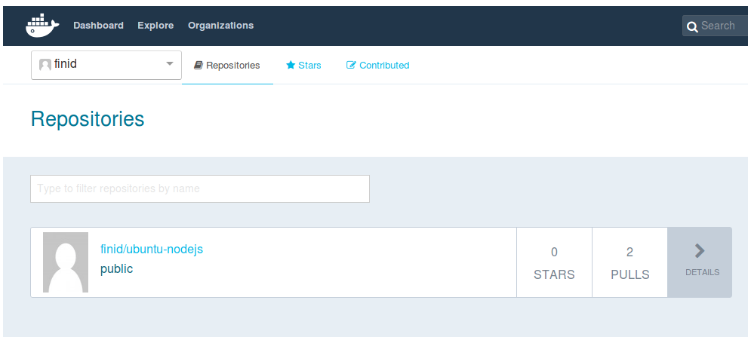 Dashboard Explore Organizations Search
finid Repositories Stars Contributed
Repositories
Type to filter repositories by name
finid/ubuntu-nodejs
public
0 2
STARS PULLS DETAILS